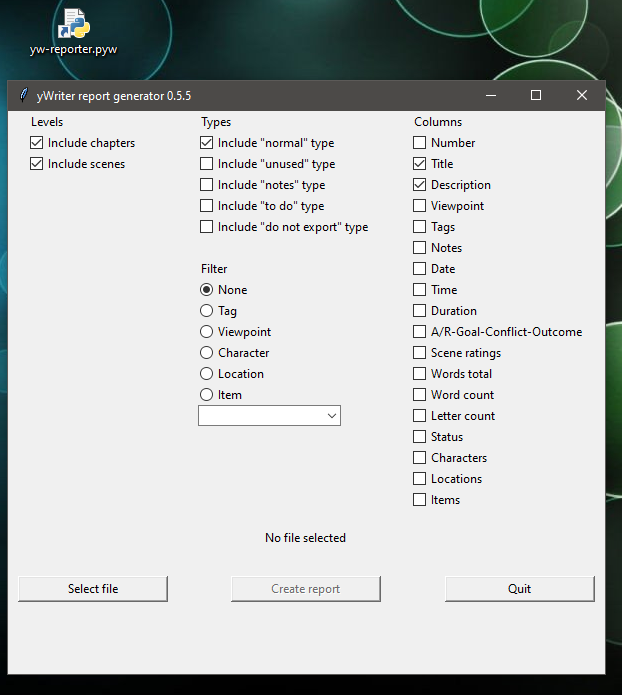 yw-reporter.pyw
yWriter report generator 0.5.5
Levels
Include chapters
Include scenes
Types
Include "normal" type
Include "unused" type
Include "notes" type
Include "to do" type
Include "do not export" type
Filter
None
Tag
Viewpoint
Character
Location
Item
Columns
Number
Title
Description
Viewpoint
Tags
Notes
Date
Time
Duration
A/R-Goal-Conflict-Outcome
Scene ratings
Words total
Word count
Letter count
Status
Characters
Locations
Items
No file selected
Select file
Create report
Quit